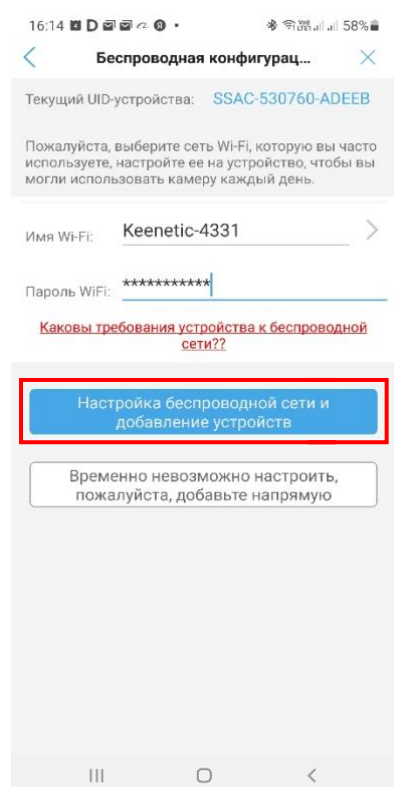 16:14 58%
Беспроводная конфигурац...
Текущий UID-устройства: SSAC-530760-ADEEB
Пожалуйста, выберите сеть Wi-Fi, которую вы часто
используете, настройте ее на устройство, чтобы вы
могли использовать камеру каждый день.
Имя Wi-Fi: Keenetic-4331
Пароль WiFi: ***********
Каковы требования устройства к беспроводной
сети??
Настройка беспроводной сети и
добавление устройств
Временно невозможно настроить,
пожалуйста, добавьте напрямую